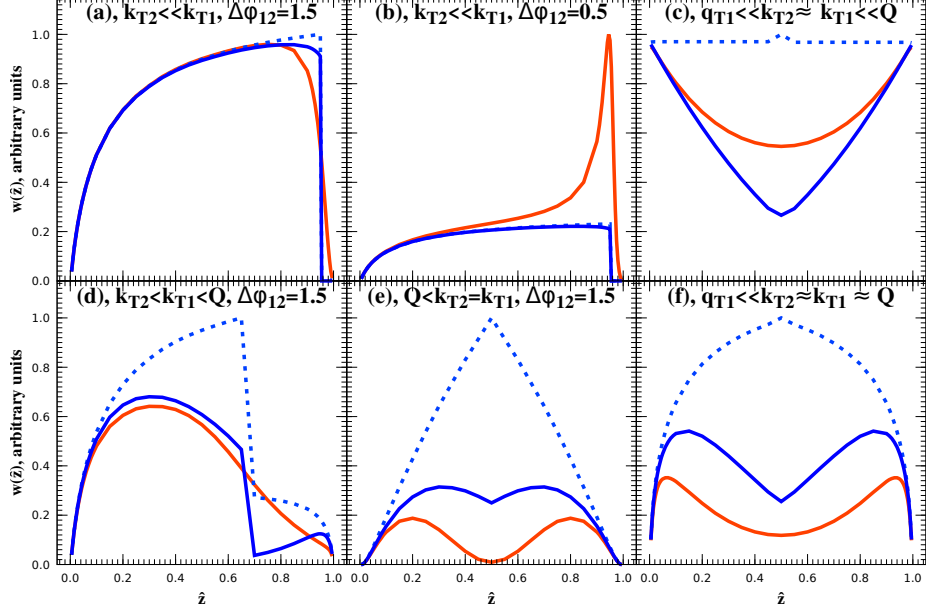 (a), kT2<<kT1, Δφ12=1.5
(b), kT2<<kT1, Δφ12=0.5
(c), qT1<<kT2≈ kT1<<Q
w(ẑ), arbitrary units
1.0
0.8
0.6
0.4
0.2
0.0
(d), kT2<kT1<Q, Δφ12=1.5
(e), Q<kT2=kT1, Δφ12=1.5
(f), qT1<<kT2≈kT1 ≈ Q
w(ẑ), arbitrary units
1.0
0.8
0.6
0.4
0.2
0.0
0.0 0.2 0.4 0.6 0.8 1.0
0.0 0.2 0.4 0.6 0.8 1.0
0.0 0.2 0.4 0.6 0.8 1.0
ẑ
ẑ
ẑ